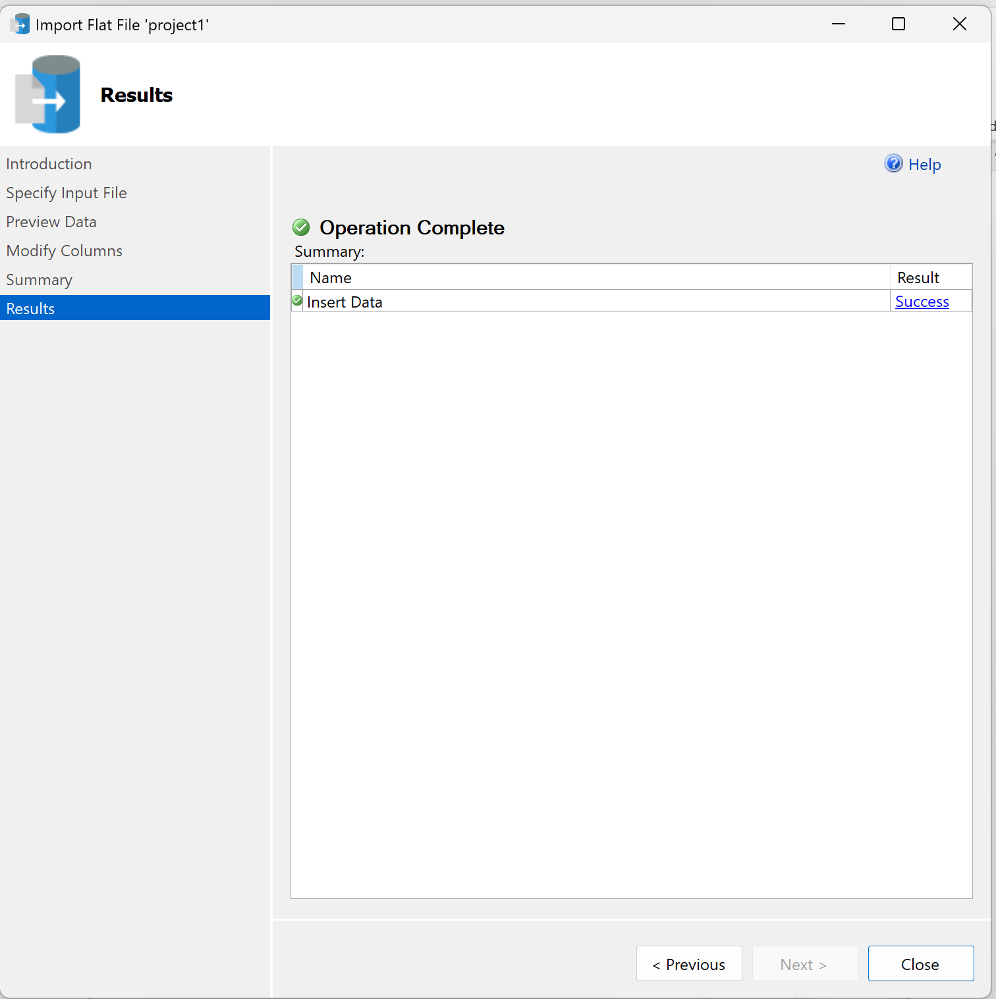 Import Flat File 'project1'
Results
Introduction
Specify Input File
Preview Data
Modify Columns
Summary
Results
Help
Operation Complete
Summary:
Name Result
Insert Data Success
< Previous Next > Close